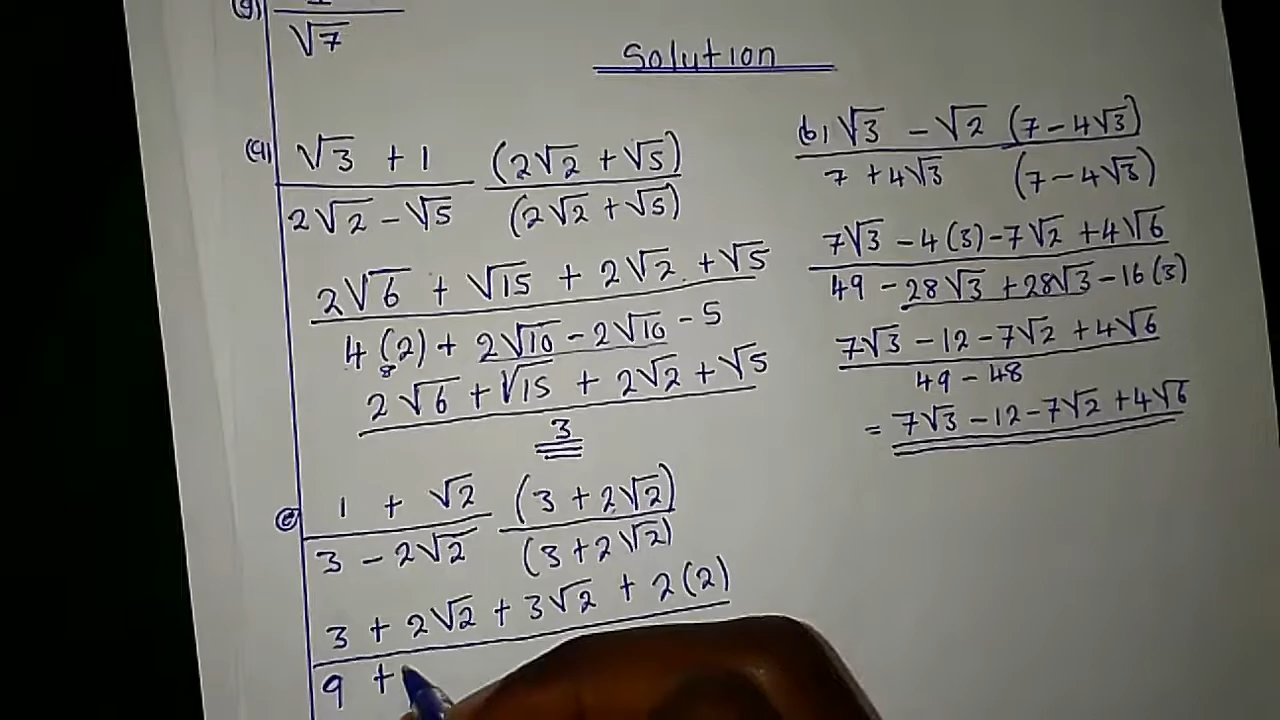 (g)
√7
Solution
(a) √3 + 1 (2√2 + √5)
2√2 - √5 (2√2 + √5)
2√6 + √15 + 2√2 + √5
4(2) + 2√10 - 2√10 - 5
8
2√6 + √15 + 2√2 + √5
3
(b) √3 - √2 (7 - 4√3)
7 + 4√3 (7 - 4√3)
7√3 - 4(3) - 7√2 + 4√6
49 - 28√3 + 28√3 - 16(3)
7√3 - 12 - 7√2 + 4√6
49 - 48
= 7√3 - 12 - 7√2 + 4√6
(c) 1 + √2 (3 + 2√2)
3 - 2√2 (3 + 2√2)
3 + 2√2 + 3√2 + 2(2)
9 +